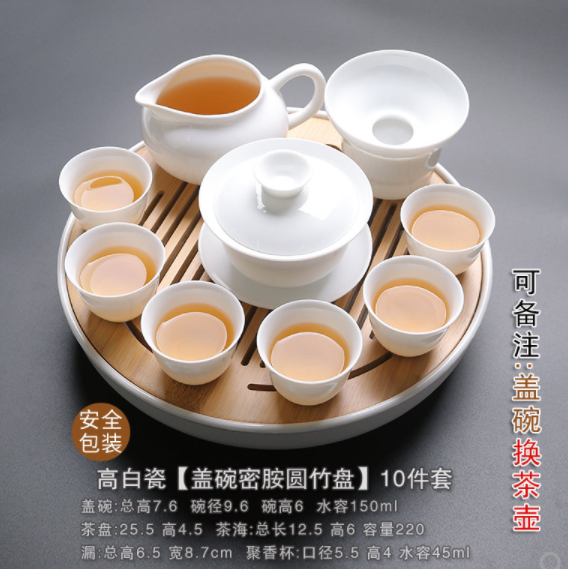 可备注:盖碗换茶壶
安全
包装
高白瓷【盖碗密胺圆竹盘】10件套
盖碗:总高7.6 碗径9.6 碗高6 水容150ml
茶盘:25.5 高4.5 茶海:总长12.5 高6 容量220
漏:总高6.5 宽8.7cm 聚香杯:口径5.5 高4 水容45ml